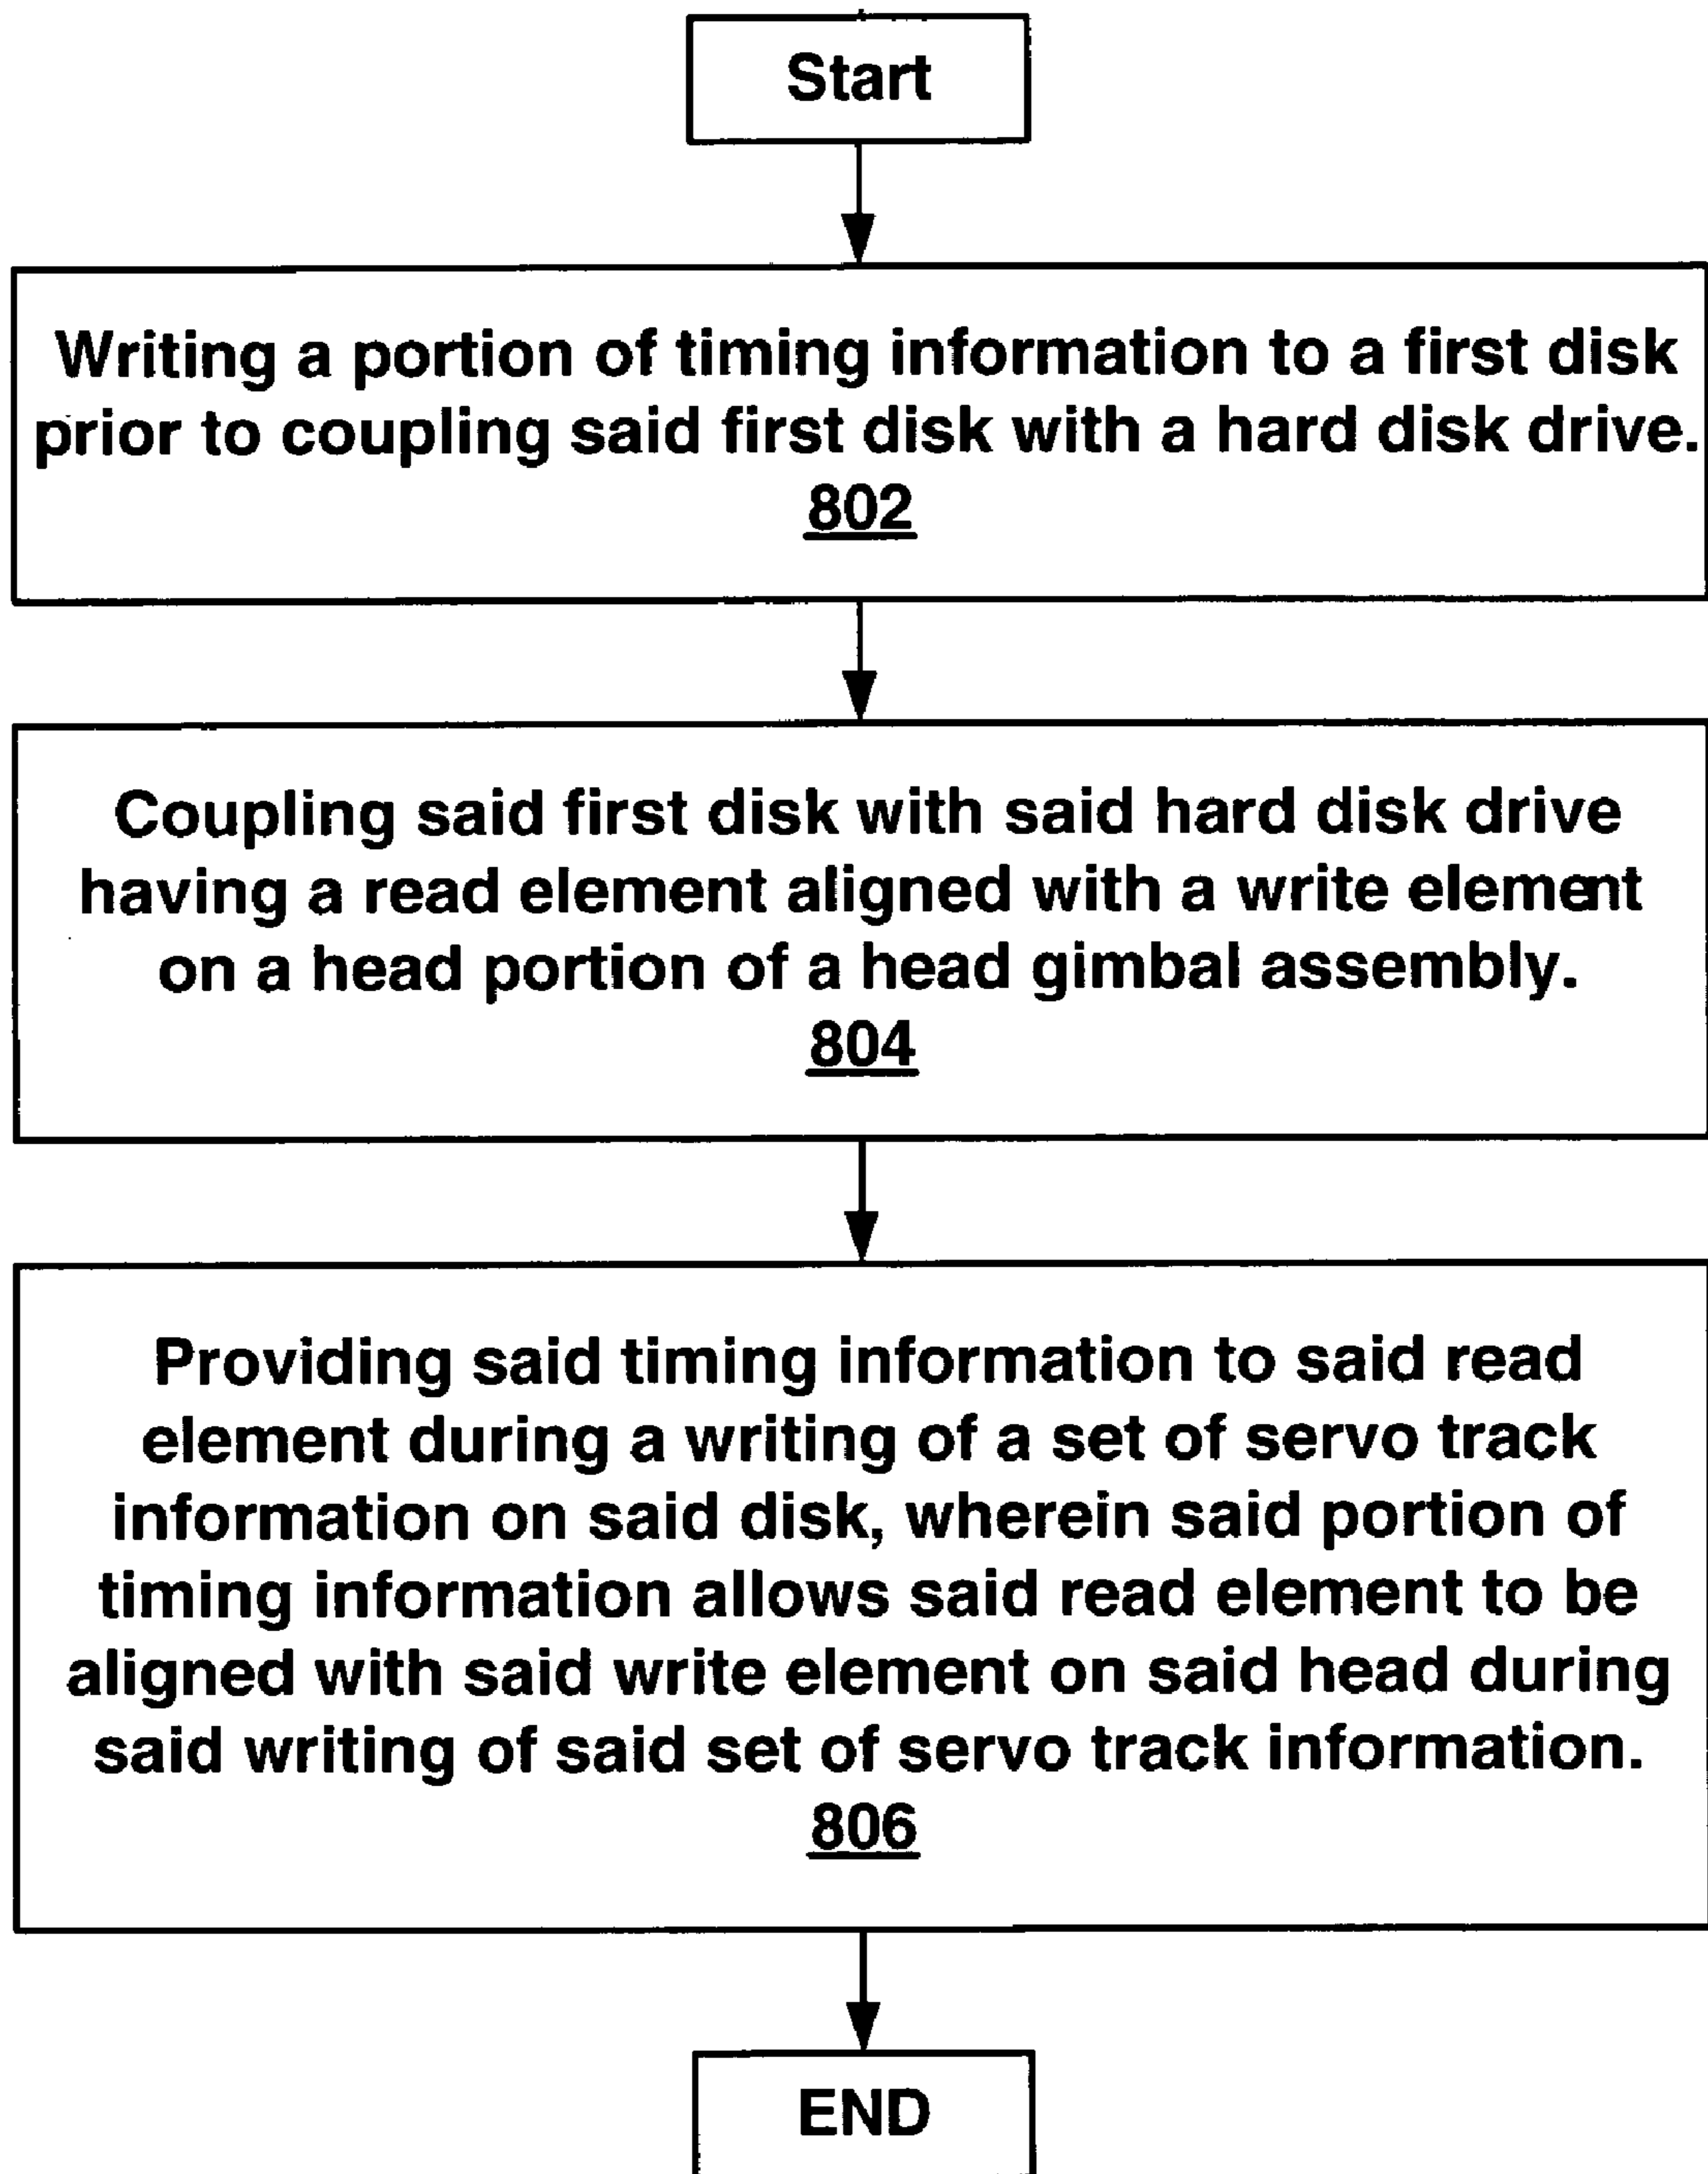 Start
Writing a portion of timing information to a first disk
prior to coupling said first disk with a hard disk drive.
802
Coupling said first disk with said hard disk drive
having a read element aligned with a write element
on a head portion of a head gimbal assembly.
804
Providing said timing information to said read
element during a writing of a set of servo track
information on said disk, wherein said portion of
timing information allows said read element to be
aligned with said write element on said head during
said writing of said set of servo track information.
806
END